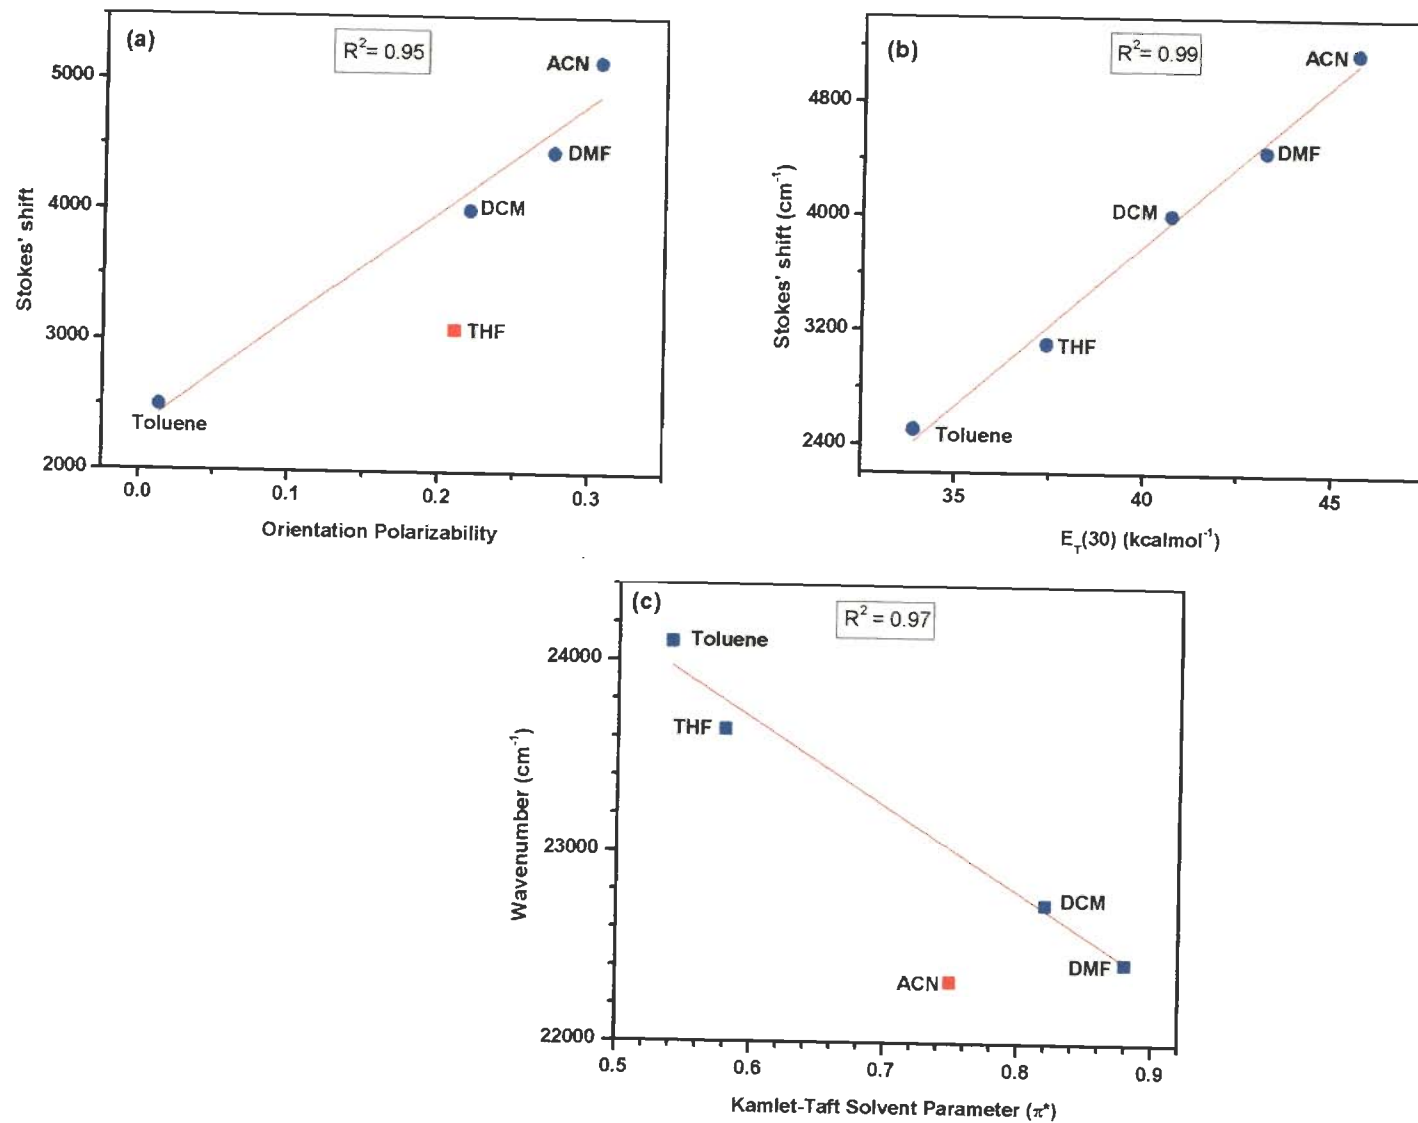 (a)
R²= 0.95
ACN
DMF
DCM
THF
Toluene
5000
4000
3000
2000
Stokes' shift
0.0 0.1 0.2 0.3
Orientation Polarizability
(b)
R²= 0.99
ACN
DMF
DCM
THF
Toluene
4800
4000
3200
2400
Stokes' shift (cm⁻¹)
35 40 45
E_T(30) (kcalmol⁻¹)
(c)
R² = 0.97
Toluene
THF
DCM
DMF
ACN
24000
23000
22000
Wavenumber (cm⁻¹)
0.5 0.6 0.7 0.8 0.9
Kamlet-Taft Solvent Parameter (π*)